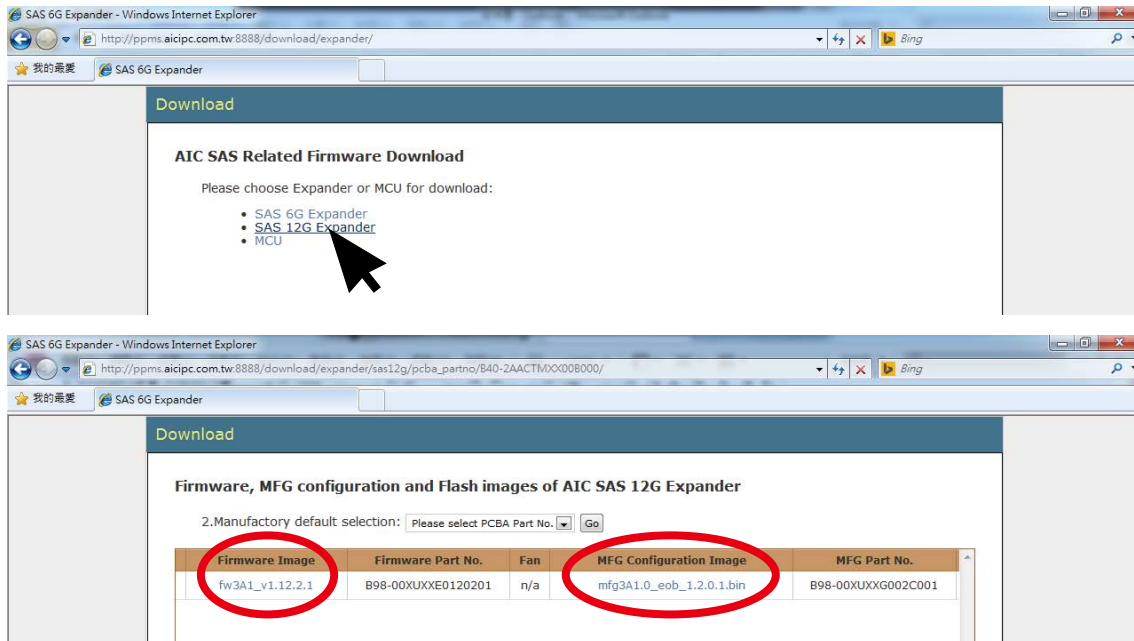 SAS 6G Expander - Windows Internet Explorer
http://ppms.aicipc.com.tw:8888/download/expander/
Bing
我的最愛 SAS 6G Expander
Download
AIC SAS Related Firmware Download
Please choose Expander or MCU for download:
• SAS 6G Expander
• SAS 12G Expander
• MCU
SAS 6G Expander - Windows Internet Explorer
http://ppms.aicipc.com.tw:8888/download/expander/sas12g/pcba_partno/B40-2AACTMXX00B000/
Bing
我的最愛 SAS 6G Expander
Download
Firmware, MFG configuration and Flash images of AIC SAS 12G Expander
2.Manufactory default selection: Please select PCBA Part No. Go
Firmware Image Firmware Part No. Fan MFG Configuration Image MFG Part No.
fw3A1_v1.12.2.1 B98-00XUXXE0120201 n/a mfg3A1.0_eob_1.2.0.1.bin B98-00XUXXG002C001